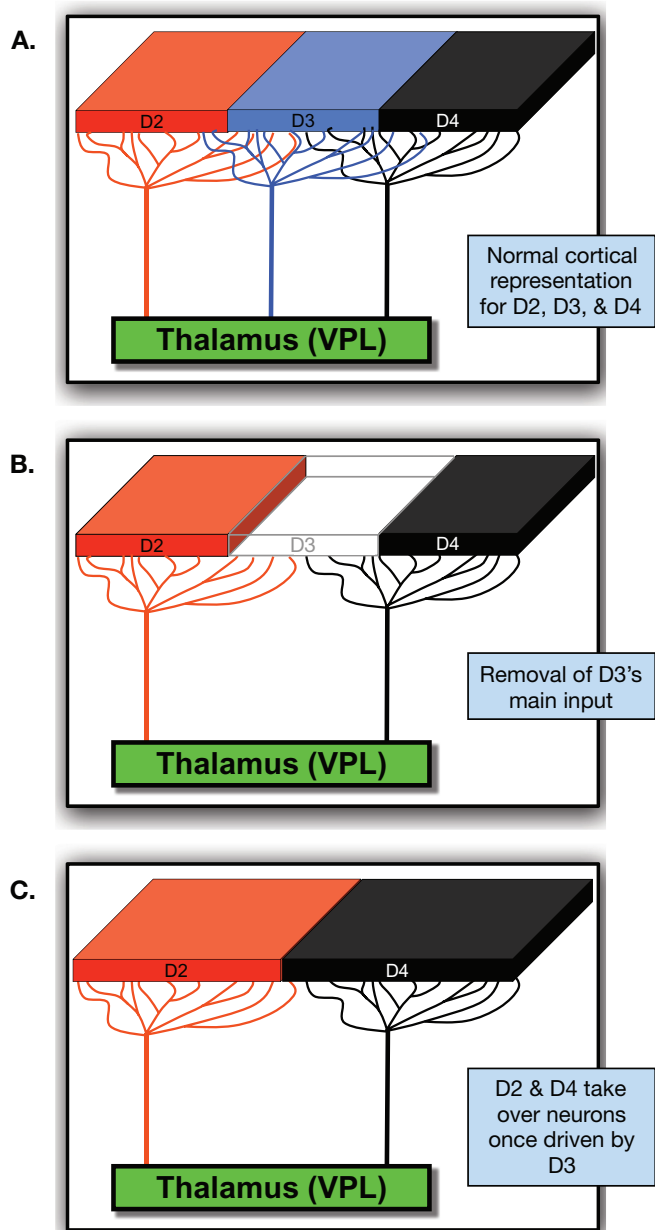 A.
D2
D3
D4
Normal cortical
representation
for D2, D3, & D4
Thalamus (VPL)
B.
D2
D3
D4
Removal of D3’s
main input
Thalamus (VPL)
C.
D2
D4
D2 & D4 take
over neurons
once driven by
D3
Thalamus (VPL)